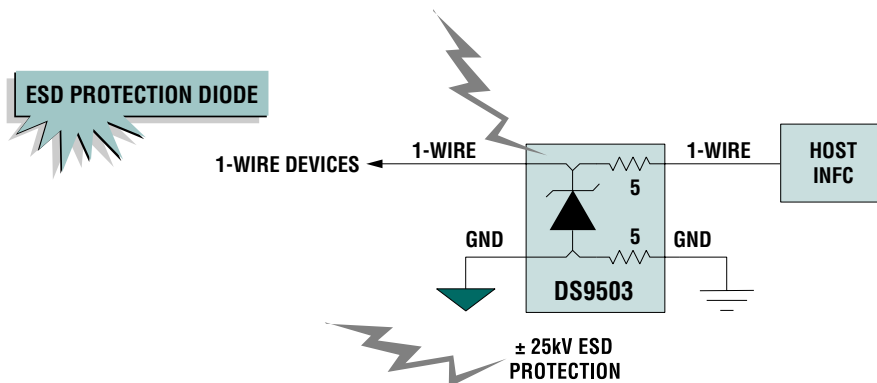 ESD PROTECTION DIODE
1-WIRE DEVICES
1-WIRE
1-WIRE
HOST
INFC
5
GND
5
GND
DS9503
± 25kV ESD
PROTECTION